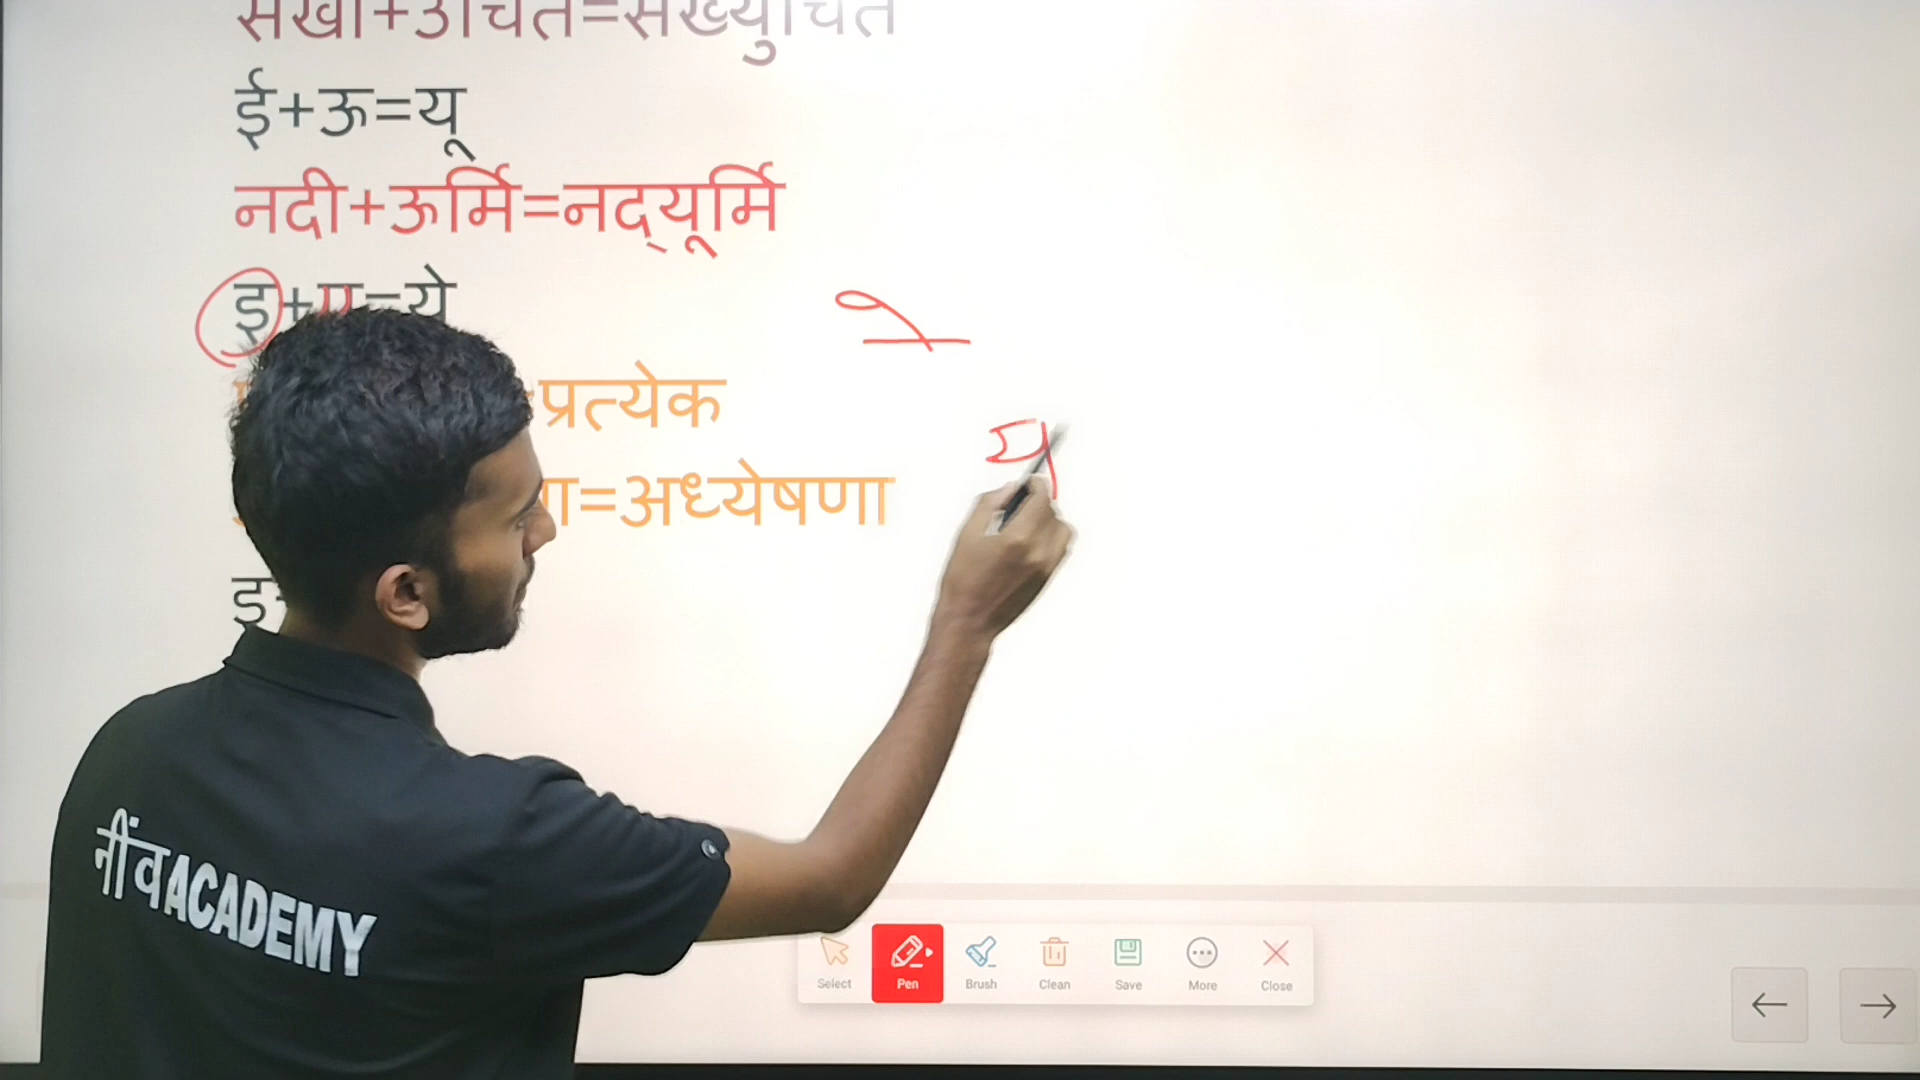 सखी+उचित=सख्युचित
ई+ऊ=यू
नदी+ऊर्मि=नद्यूर्मि
इ+ए=ये
प्रत्येक
=अध्येषणा
इ+
े
य
नींव ACADEMY
Select Pen Brush Clean Save More Close